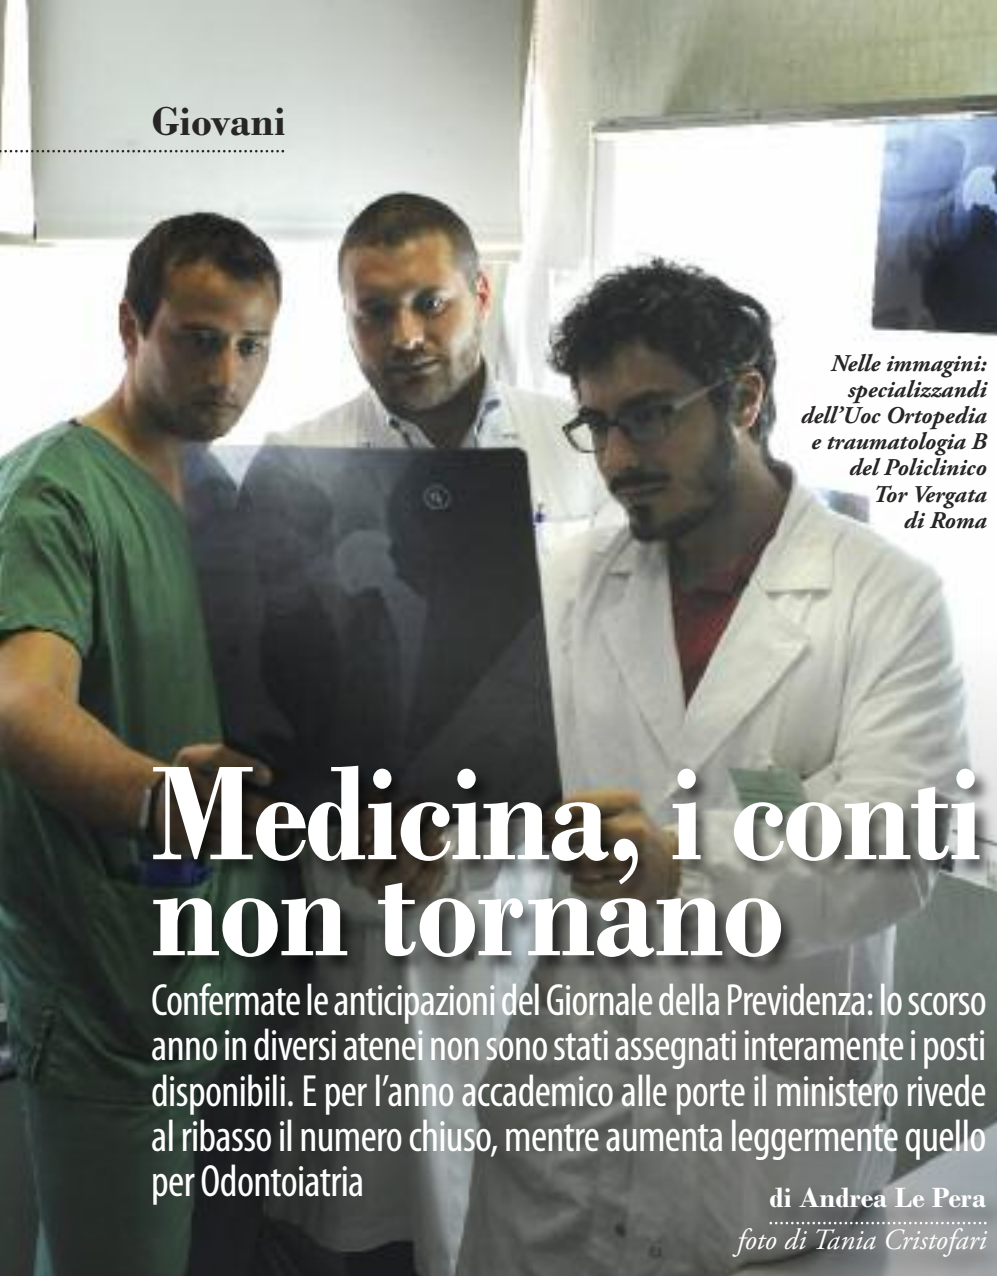 Giovani
Nelle immagini:
specializzandi
dell'Uoc Ortopedia
e traumatologia B
del Policlinico
Tor Vergata
di Roma
Medicina, i conti
non tornano
Confermate le anticipazioni del Giornale della Previdenza: lo scorso
anno in diversi atenei non sono stati assegnati interamente i posti
disponibili. E per l'anno accademico alle porte il ministero rivede
al ribasso il numero chiuso, mentre aumenta leggermente quello
per Odontoiatria
di Andrea Le Pera
foto di Tania Cristofari